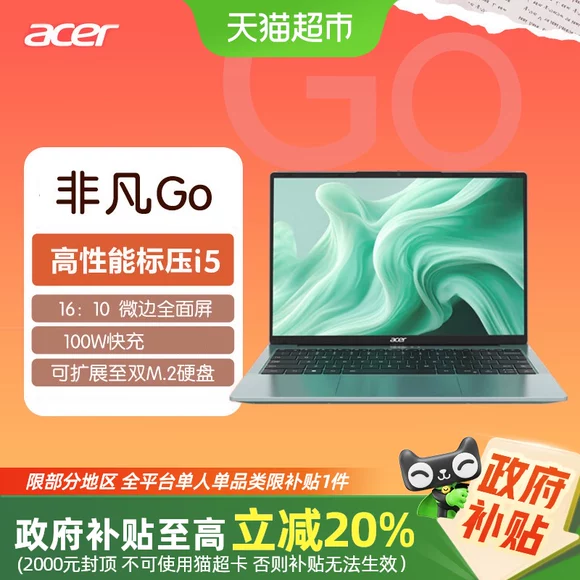 acer
天猫超市
GO
非凡Go
高性能标压i5
16：10 微边全面屏
100W快充
可扩展至双M.2硬盘
acer
限部分地区 全平台单人单品类限补贴1件
政府补贴至高 立减20%
(2000元封顶 不可使用猫超卡 否则补贴无法生效)
政府
补贴